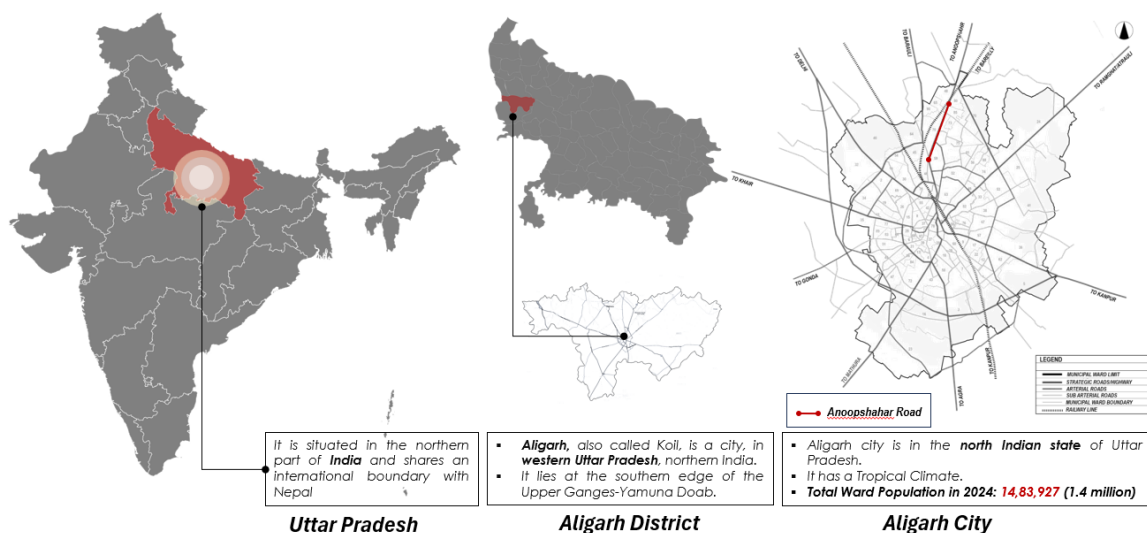 It is situated in the northern
part of India and shares an
international boundary with
Nepal
Uttar Pradesh
▪ Aligarh, also called Koil, is a city, in
western Uttar Pradesh, northern India.
▪ It lies at the southern edge of the
Upper Ganges-Yamuna Doab.
Aligarh District
TO DELHI
TO BARAULI
TO ANOOPSHAHR
TO BAREILLY
TO RAMGHAT/ATRAULI
TO KHAIR
TO GONDA
TO MATHURA
TO AGRA
TO KANPUR
TO KANPUR
LEGEND
MUNICIPAL WARD LIMIT
STRATEGIC ROADS/HIGHWAY
ARTERIAL ROADS
SUB ARTERIAL ROADS
MUNICIPAL WARD BOUNDARY
RAILWAY LINE
Anoopshahar Road
▪ Aligarh city is in the north Indian state of Uttar
Pradesh.
▪ It has a Tropical Climate.
▪ Total Ward Population in 2024: 14,83,927 (1.4 million)
Aligarh City